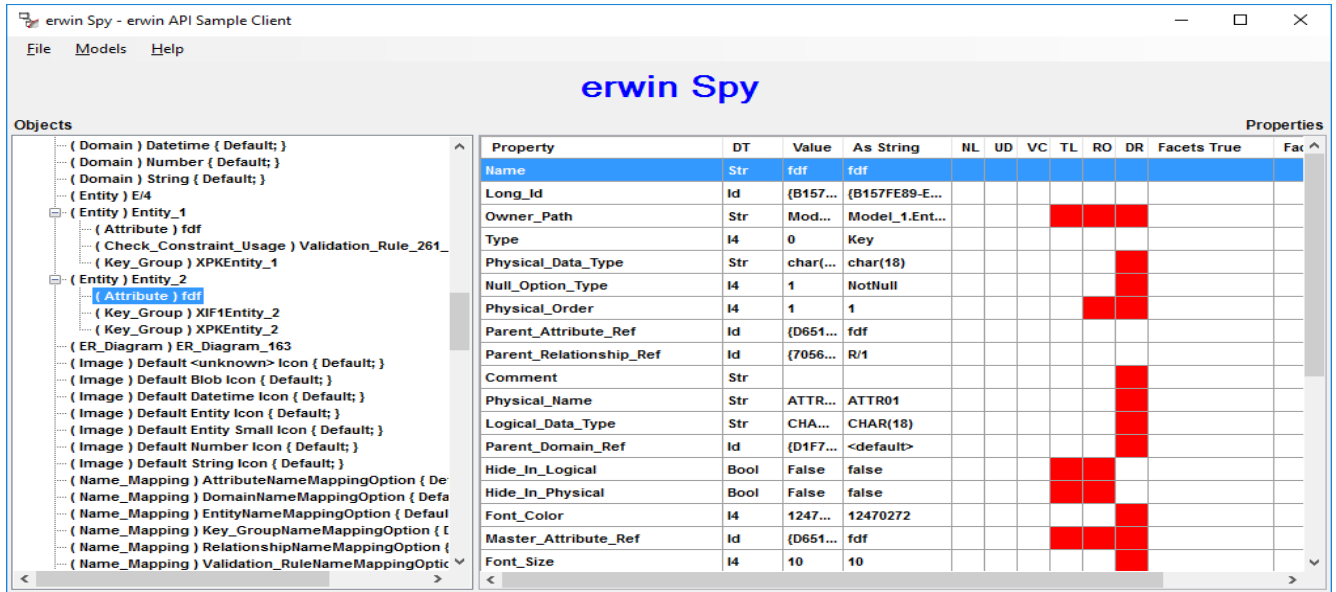 erwin Spy - erwin API Sample Client
File Models Help
erwin Spy
Objects
Properties
( Domain ) Datetime { Default; }
( Domain ) Number { Default; }
( Domain ) String { Default; }
( Entity ) E/4
( Entity ) Entity_1
( Attribute ) fdf
( Check_Constraint_Usage ) Validation_Rule_261_
( Key_Group ) XPKEntity_1
( Entity ) Entity_2
( Attribute ) fdf
( Key_Group ) XIF1Entity_2
( Key_Group ) XPKEntity_2
( ER_Diagram ) ER_Diagram_163
( Image ) Default <unknown> Icon { Default; }
( Image ) Default Blob Icon { Default; }
( Image ) Default Datetime Icon { Default; }
( Image ) Default Entity Icon { Default; }
( Image ) Default Entity Small Icon { Default; }
( Image ) Default Number Icon { Default; }
( Image ) Default String Icon { Default; }
( Name_Mapping ) AttributeNameMappingOption { De
( Name_Mapping ) DomainNameMappingOption { Defa
( Name_Mapping ) EntityNameMappingOption { Defaul
( Name_Mapping ) Key_GroupNameMappingOption { D
( Name_Mapping ) RelationshipNameMappingOption {
( Name_Mapping ) Validation_RuleNameMappingOptic
Property DT Value As String NL UD VC TL RO DR Facets True Fac
Name Str fdf fdf
Long_Id Id {B157... {B157FE89-E...
Owner_Path Str Mod... Model_1.Ent...
Type I4 0 Key
Physical_Data_Type Str char(... char(18)
Null_Option_Type I4 1 NotNull
Physical_Order I4 1 1
Parent_Attribute_Ref Id {D651... fdf
Parent_Relationship_Ref Id {7056... R/1
Comment Str
Physical_Name Str ATTR... ATTR01
Logical_Data_Type Str CHA... CHAR(18)
Parent_Domain_Ref Id {D1F7... <default>
Hide_In_Logical Bool False false
Hide_In_Physical Bool False false
Font_Color I4 1247... 12470272
Master_Attribute_Ref Id {D651... fdf
Font_Size I4 10 10